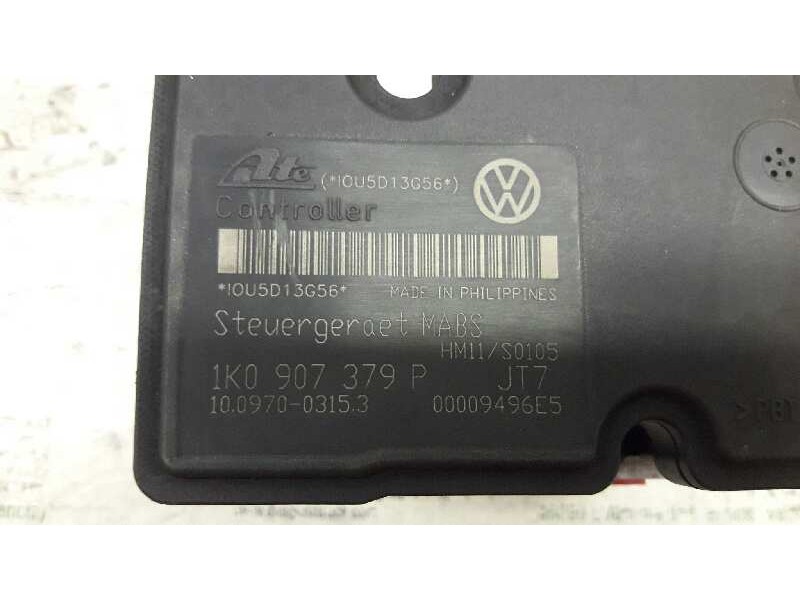 Ate (*IOU5D13G56*)
Controller
*IOU5D13G56* MADE IN PHILIPPINES
Steuergeraet MABS
HM11/S0105
1K0 907 379 P JT7
10.0970-0315.3 00009496E5
>PBT